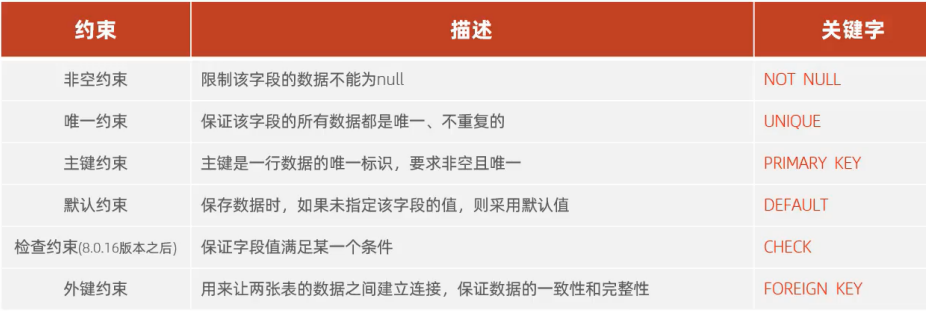 约束 描述 关键字
非空约束 限制该字段的数据不能为null NOT NULL
唯一约束 保证该字段的所有数据都是唯一、不重复的 UNIQUE
主键约束 主键是一行数据的唯一标识，要求非空且唯一 PRIMARY KEY
默认约束 保存数据时，如果未指定该字段的值，则采用默认值 DEFAULT
检查约束(8.0.16版本之后) 保证字段值满足某一个条件 CHECK
外键约束 用来让两张表的数据之间建立连接，保证数据的一致性和完整性 FOREIGN KEY